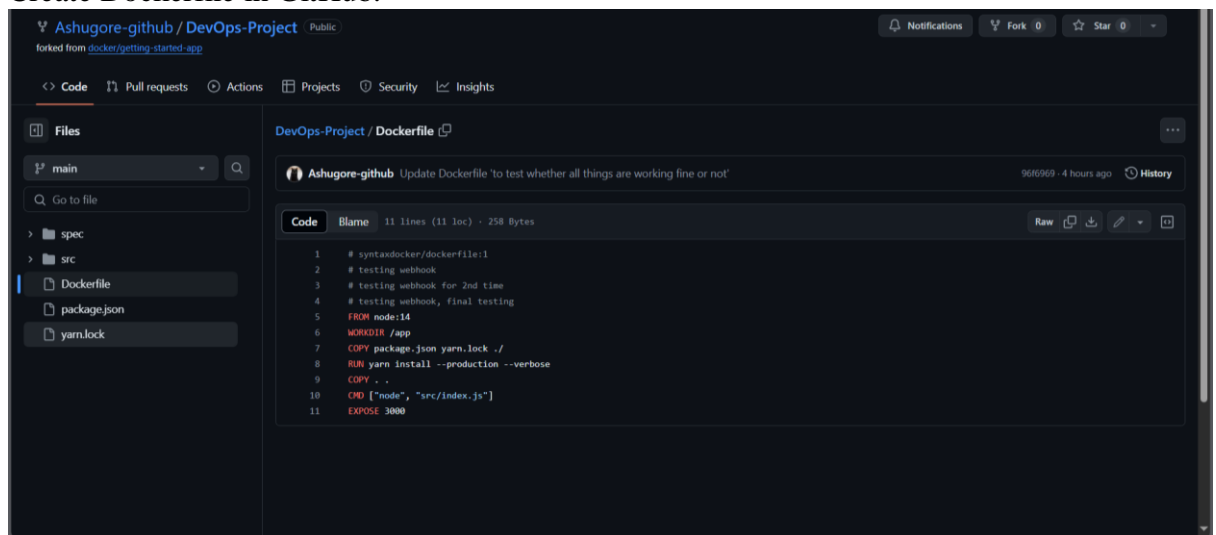 Create Dockerfile in GitHub.
Ashugore-github / DevOps-Project Public
Notifications Fork 0 Star 0
forked from docker/getting-started-app
<> Code Pull requests Actions Projects Security Insights
Files
DevOps-Project / Dockerfile
main
Ashugore-github Update Dockerfile 'to test whether all things are working fine or not'
96f6969 · 4 hours ago History
Go to file
Code Blame 11 lines (11 loc) · 258 Bytes
Raw
spec
src
Dockerfile
package.json
yarn.lock
1 # syntaxdocker/dockerfile:1
2 # testing webhook
3 # testing webhook for 2nd time
4 # testing webhook, final testing
5 FROM node:14
6 WORKDIR /app
7 COPY package.json yarn.lock ./
8 RUN yarn install --production --verbose
9 COPY . .
10 CMD ["node", "src/index.js"]
11 EXPOSE 3000